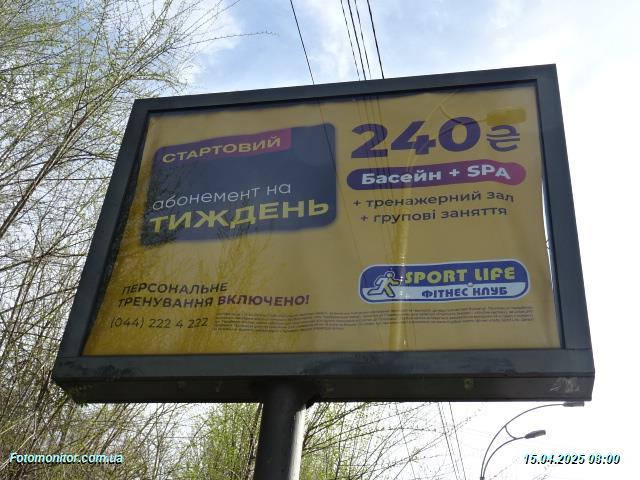 СТАРТОВИЙ
абонемент на
ТИЖДЕНЬ
240₴
Басейн + SPA
+ тренажерний зал
+ групові заняття
SPORT LIFE
ФІТНЕС КЛУБ
ПЕРСОНАЛЬНЕ
ТРЕНУВАННЯ ВКЛЮЧЕНО!
(044) 222 4 222
Fotomonitor.com.ua
15.04.2025 08:00